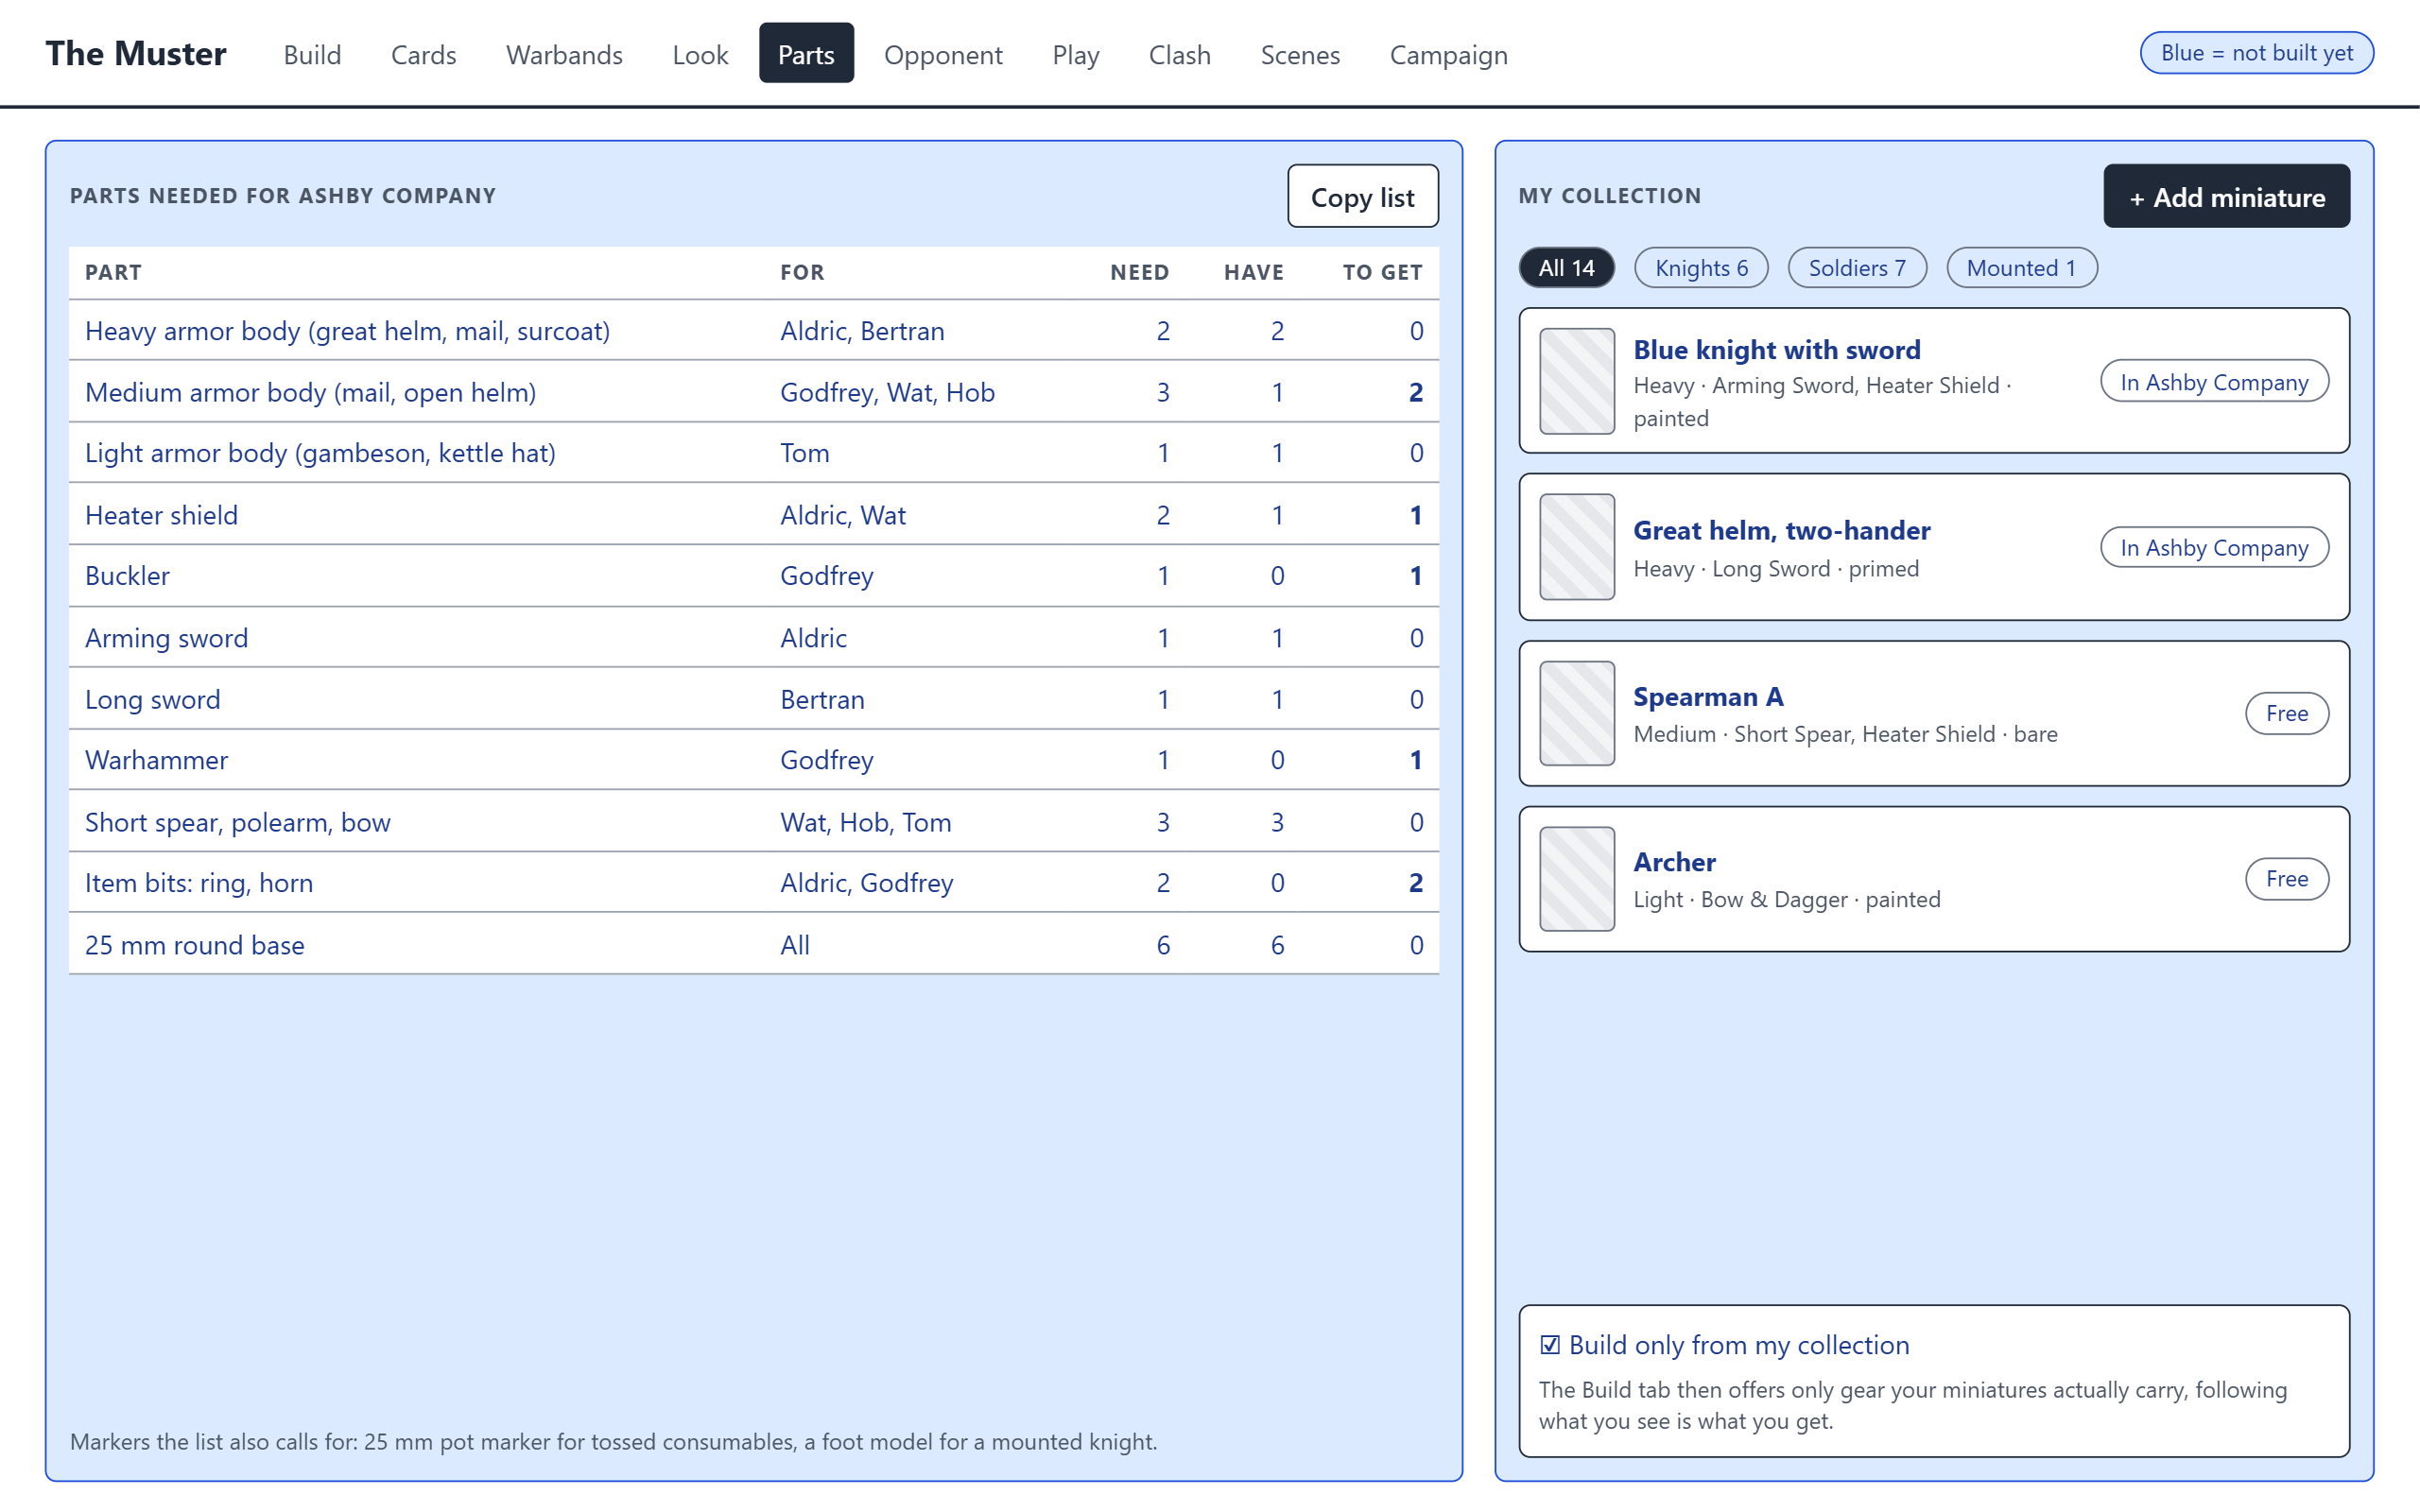 The Muster
Build
Cards
Warbands
Look
Parts
Opponent
Play
Clash
Scenes
Campaign
Blue = not built yet
PARTS NEEDED FOR ASHBY COMPANY
Copy list
PART FOR NEED HAVE TO GET
Heavy armor body (great helm, mail, surcoat) Aldric, Bertran 2 2 0
Medium armor body (mail, open helm) Godfrey, Wat, Hob 3 1 2
Light armor body (gambeson, kettle hat) Tom 1 1 0
Heater shield Aldric, Wat 2 1 1
Buckler Godfrey 1 0 1
Arming sword Aldric 1 1 0
Long sword Bertran 1 1 0
Warhammer Godfrey 1 0 1
Short spear, polearm, bow Wat, Hob, Tom 3 3 0
Item bits: ring, horn Aldric, Godfrey 2 0 2
25 mm round base All 6 6 0
Markers the list also calls for: 25 mm pot marker for tossed consumables, a foot model for a mounted knight.
MY COLLECTION
+ Add miniature
All 14
Knights 6
Soldiers 7
Mounted 1
Blue knight with sword
Heavy · Arming Sword, Heater Shield ·
painted
In Ashby Company
Great helm, two-hander
Heavy · Long Sword · primed
In Ashby Company
Spearman A
Medium · Short Spear, Heater Shield · bare
Free
Archer
Light · Bow & Dagger · painted
Free
☑ Build only from my collection
The Build tab then offers only gear your miniatures actually carry, following
what you see is what you get.